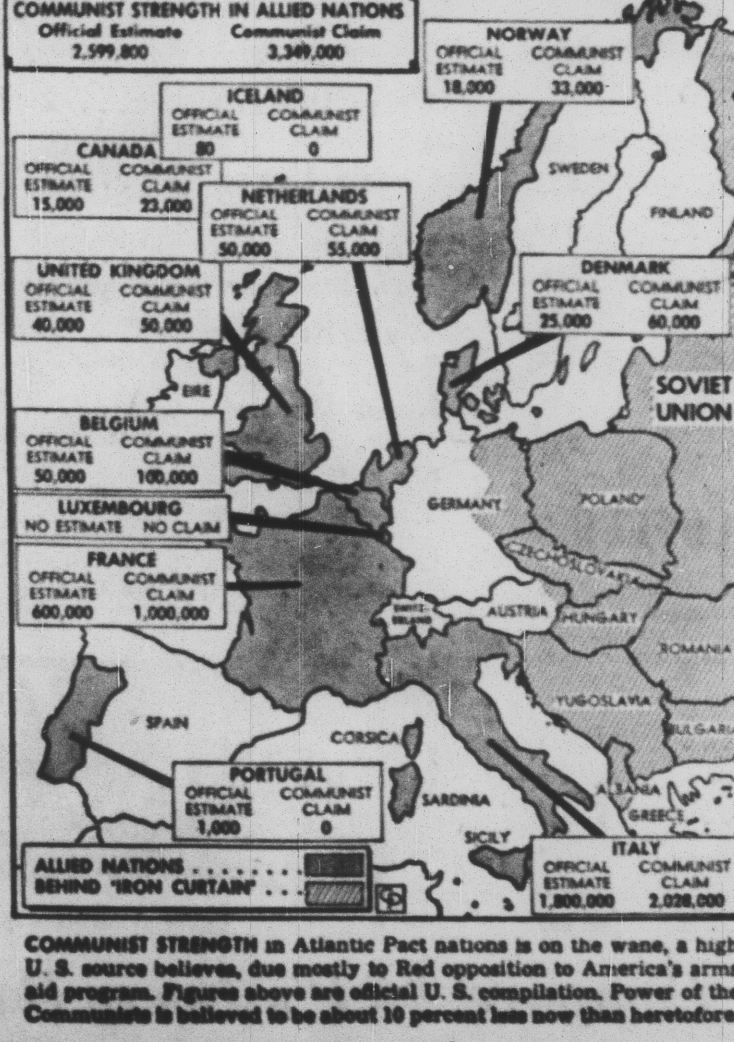 COMMUNIST STRENGTH IN ALLIED NATIONS
Official Estimate Communist Claim
2,599,800 3,349,000
NORWAY
OFFICIAL COMMUNIST
ESTIMATE CLAIM
18,000 33,000
ICELAND
OFFICIAL COMMUNIST
ESTIMATE CLAIM
80 0
CANADA
OFFICIAL COMMUNIST
ESTIMATE CLAIM
15,000 23,000
SWEDEN
FINLAND
NETHERLANDS
OFFICIAL COMMUNIST
ESTIMATE CLAIM
50,000 55,000
UNITED KINGDOM
OFFICIAL COMMUNIST
ESTIMATE CLAIM
40,000 50,000
DENMARK
OFFICIAL COMMUNIST
ESTIMATE CLAIM
25,000 60,000
EIRE
SOVIET
UNION
BELGIUM
OFFICIAL COMMUNIST
ESTIMATE CLAIM
50,000 100,000
GERMANY
POLAND
LUXEMBOURG
NO ESTIMATE NO CLAIM
CZECHOSLOVAKIA
FRANCE
OFFICIAL COMMUNIST
ESTIMATE CLAIM
600,000 1,000,000
SWITZ-
ERLAND
AUSTRIA
HUNGARY
ROMANIA
YUGOSLAVIA
SPAIN
CORSICA
BULGARI
PORTUGAL
OFFICIAL COMMUNIST
ESTIMATE CLAIM
1,000 0
SARDINIA
ALBANIA
GREECE
SICILY
ITALY
OFFICIAL COMMUNIST
ESTIMATE CLAIM
1,800,000 2,028,000
ALLIED NATIONS . . . . . . .
BEHIND 'IRON CURTAIN' . . .
CP
COMMUNIST STRENGTH in Atlantic Pact nations is on the wane, a high
U. S. source believes, due mostly to Red opposition to America's arms
aid program. Figures above are official U. S. compilation. Power of the
Communists is believed to be about 10 percent less now than heretofore